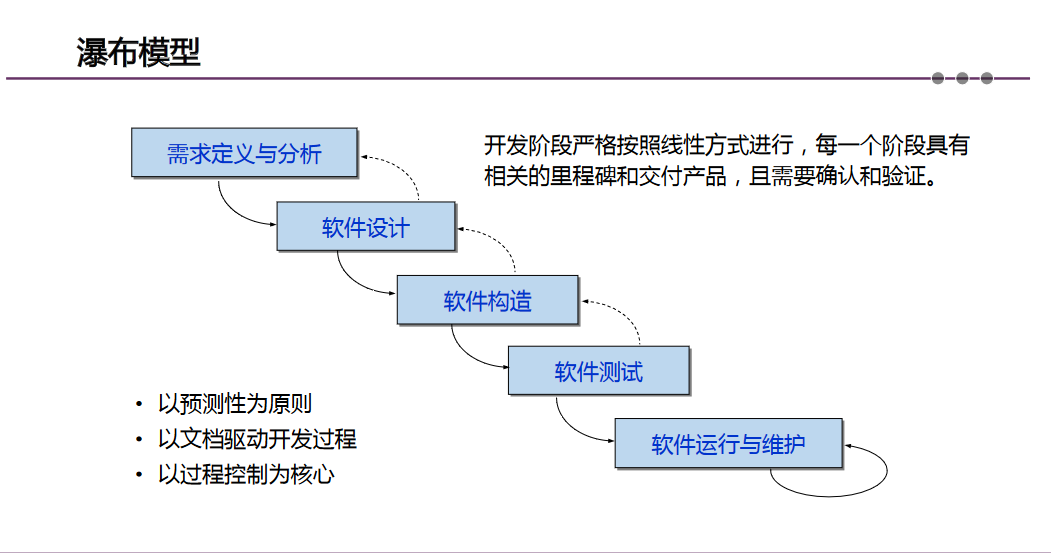 瀑布模型
需求定义与分析
开发阶段严格按照线性方式进行，每一个阶段具有
相关的里程碑和交付产品，且需要确认和验证。
软件设计
软件构造
软件测试
软件运行与维护
• 以预测性为原则
• 以文档驱动开发过程
• 以过程控制为核心